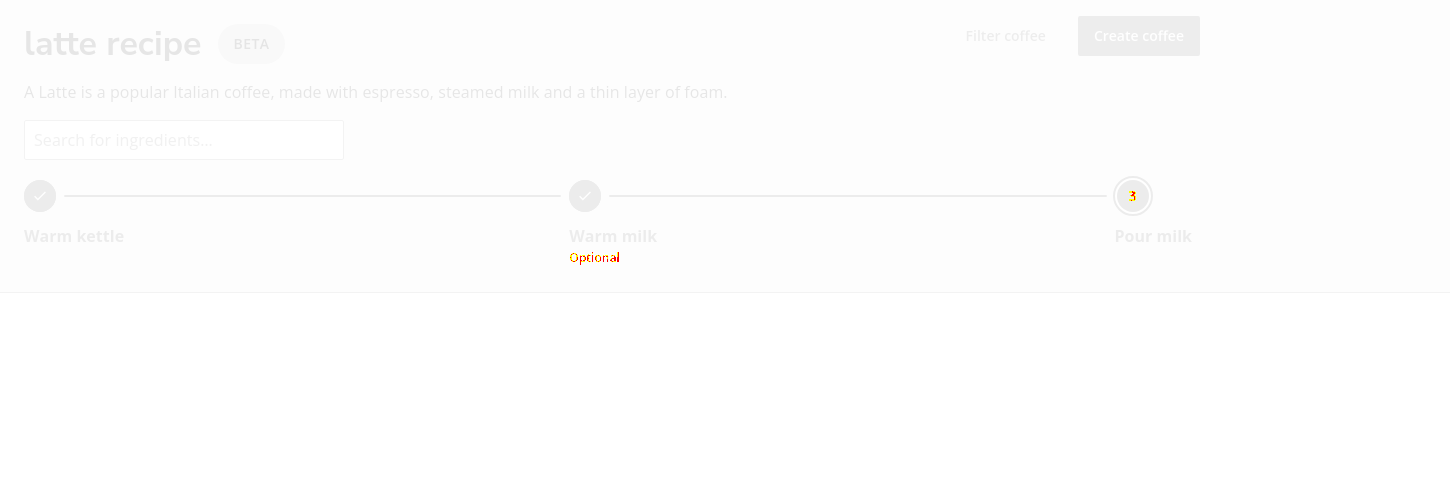 latte recipe BETA Filter coffee Create coffee
A Latte is a popular Italian coffee, made with espresso, steamed milk and a thin layer of foam.
Search for ingredients...
3
Warm kettle Warm milk Pour milk
Optional